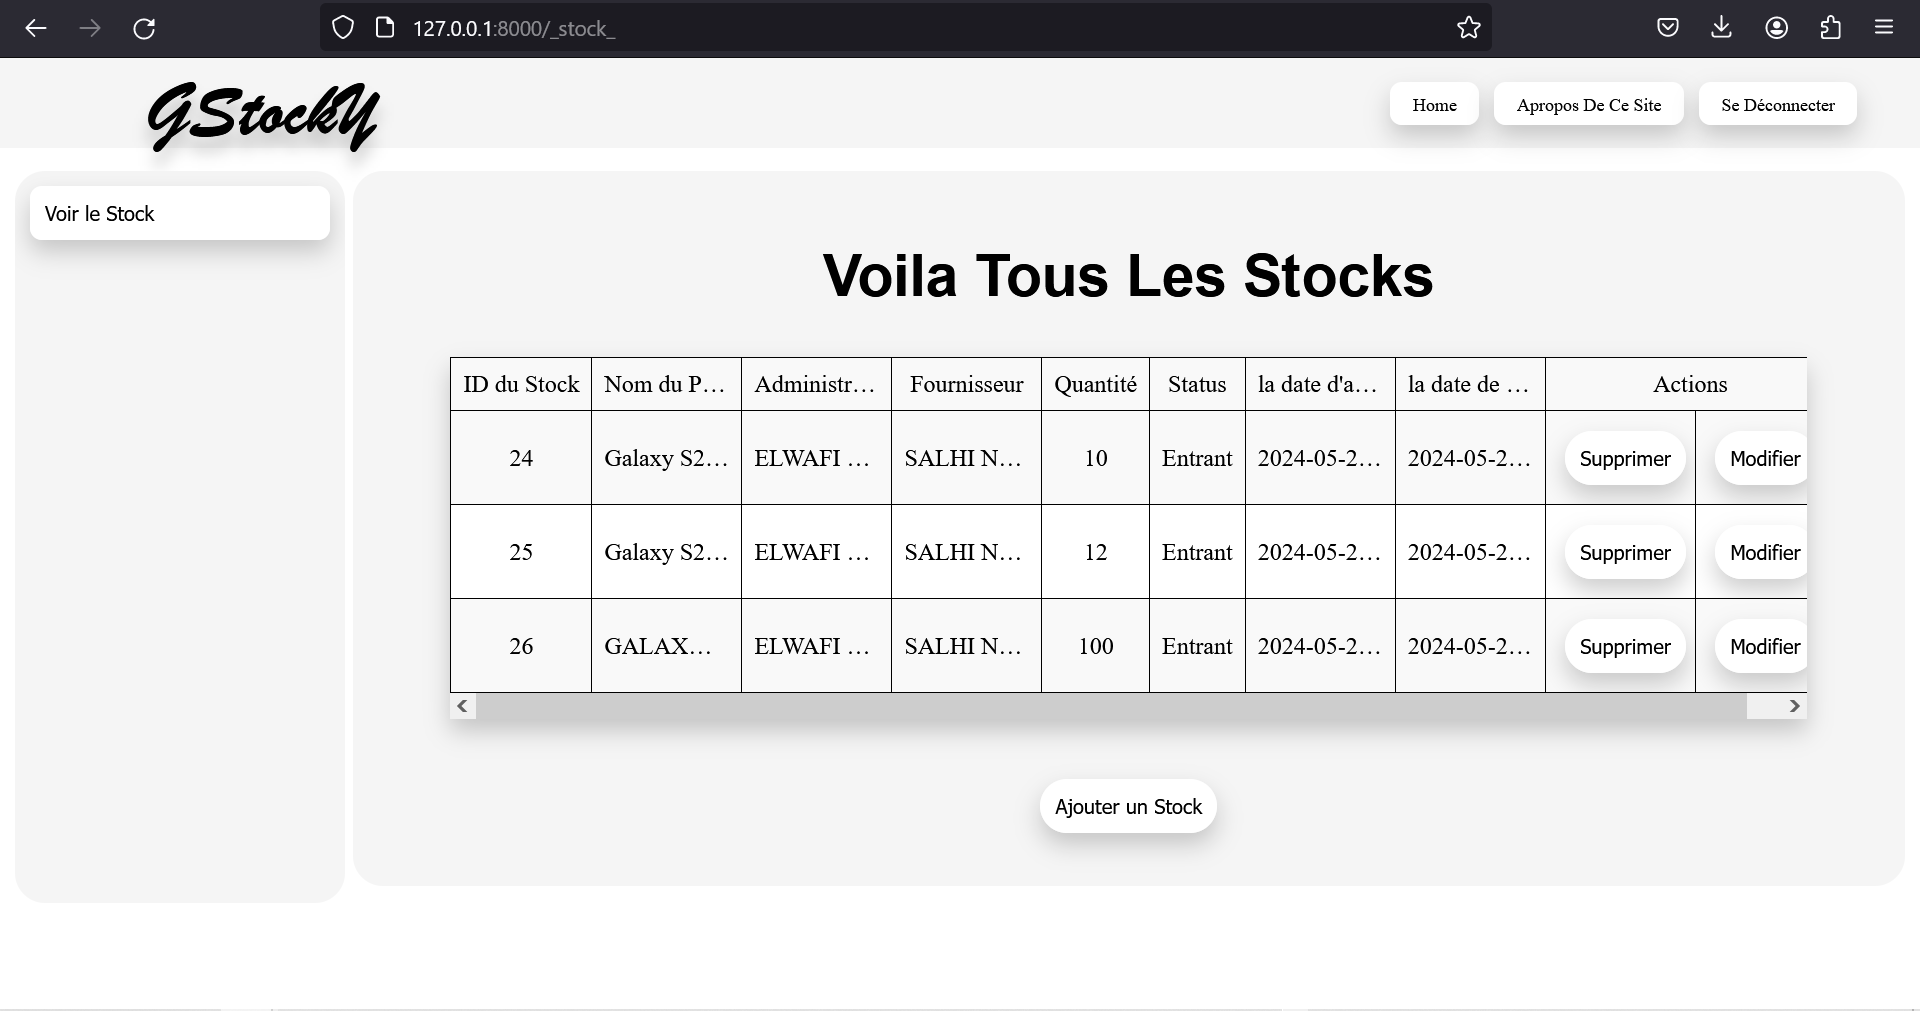 127.0.0.1:8000/_stock_
GStockY
Home Apropos De Ce Site Se Déconnecter
Voir le Stock
Voila Tous Les Stocks
ID du Stock Nom du P… Administr… Fournisseur Quantité Status la date d'a… la date de … Actions
24 Galaxy S2… ELWAFI … SALHI N… 10 Entrant 2024-05-2… 2024-05-2… Supprimer Modifier
25 Galaxy S2… ELWAFI … SALHI N… 12 Entrant 2024-05-2… 2024-05-2… Supprimer Modifier
26 GALAX… ELWAFI … SALHI N… 100 Entrant 2024-05-2… 2024-05-2… Supprimer Modifier
Ajouter un Stock